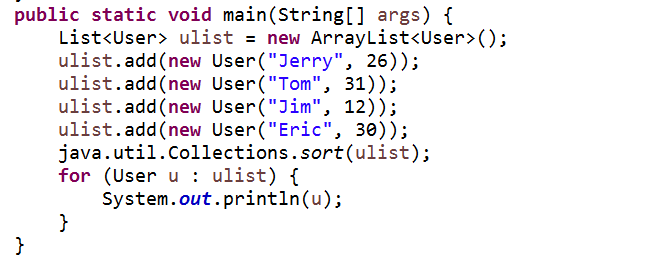 public static void main(String[] args) {
    List<User> ulist = new ArrayList<User>();
    ulist.add(new User("Jerry", 26));
    ulist.add(new User("Tom", 31));
    ulist.add(new User("Jim", 12));
    ulist.add(new User("Eric", 30));
    java.util.Collections.sort(ulist);
    for (User u : ulist) {
        System.out.println(u);
    }
}